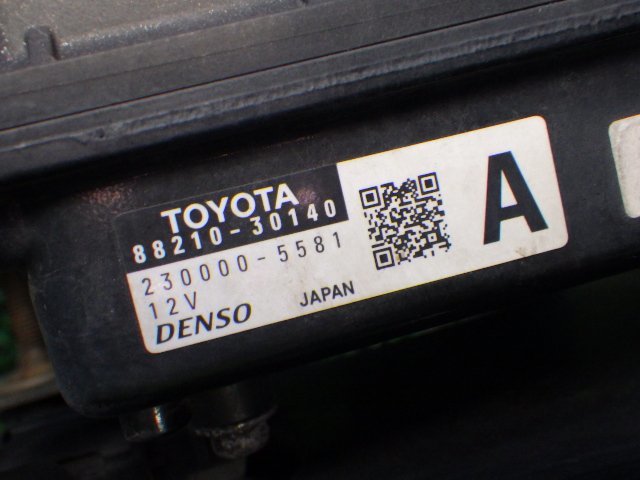 TOYOTA
88210-30140
230000-5581
12V
DENSO
JAPAN
A